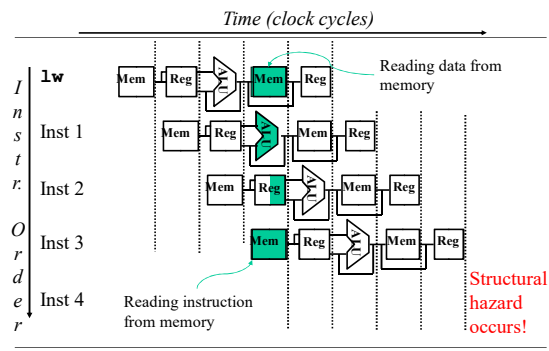 Time (clock cycles)
Instr. Order
lw
Mem Reg ALU Mem Reg
Reading data from
memory
Inst 1
Mem Reg ALU Mem Reg
Inst 2
Mem Reg ALU Mem Reg
Inst 3
Mem Reg ALU Mem Reg
Inst 4
Reading instruction
from memory
Structural
hazard
occurs!